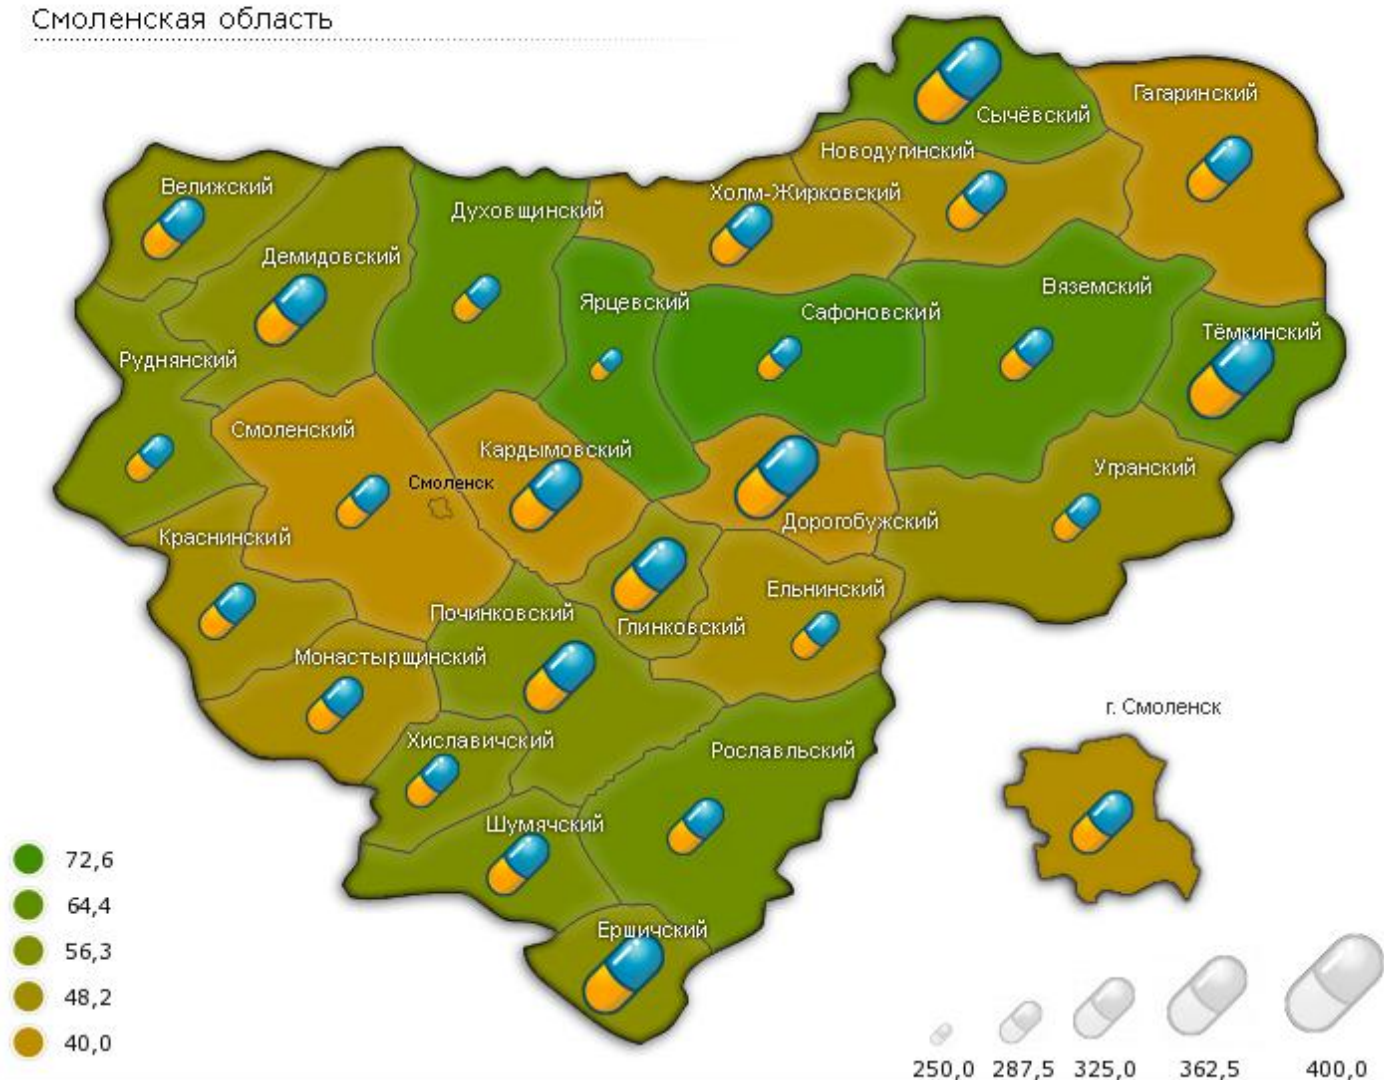 Смоленская область
Гагаринский
Сычёвский
Новодугинский
Велижский
Холм-Жирковский
Духовщинский
Демидовский
Вяземский
Ярцевский
Сафоновский
Тёмкинский
Руднянский
Смоленский
Кардымовский
Угранский
Смоленск
Дорогобужский
Краснинский
Ельнинский
Починковский
Глинковский
Монастырщинский
г. Смоленск
Хиславичский
Рославльский
Шумячский
72,6
64,4
Ершичский
56,3
48,2
40,0
250,0 287,5 325,0 362,5 400,0